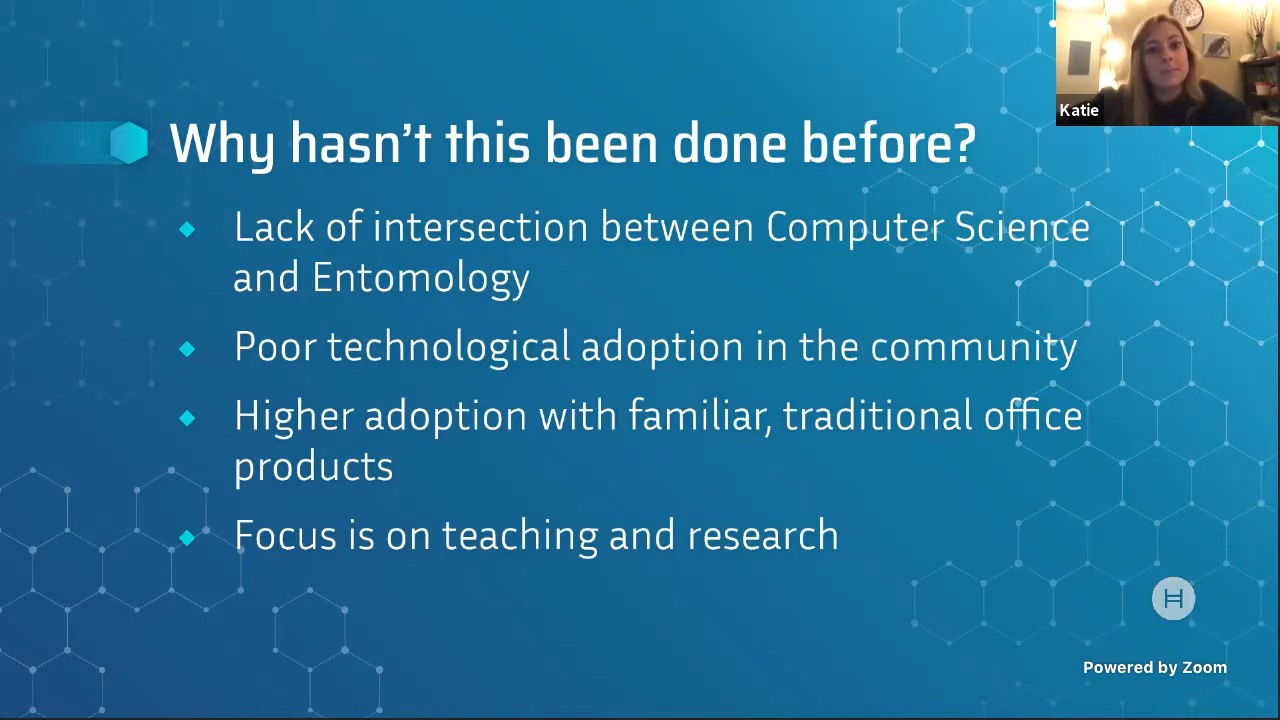 Katie
Why hasn’t this been done before?
Lack of intersection between Computer Science
and Entomology
Poor technological adoption in the community
Higher adoption with familiar, traditional office
products
Focus is on teaching and research
H
Powered by Zoom